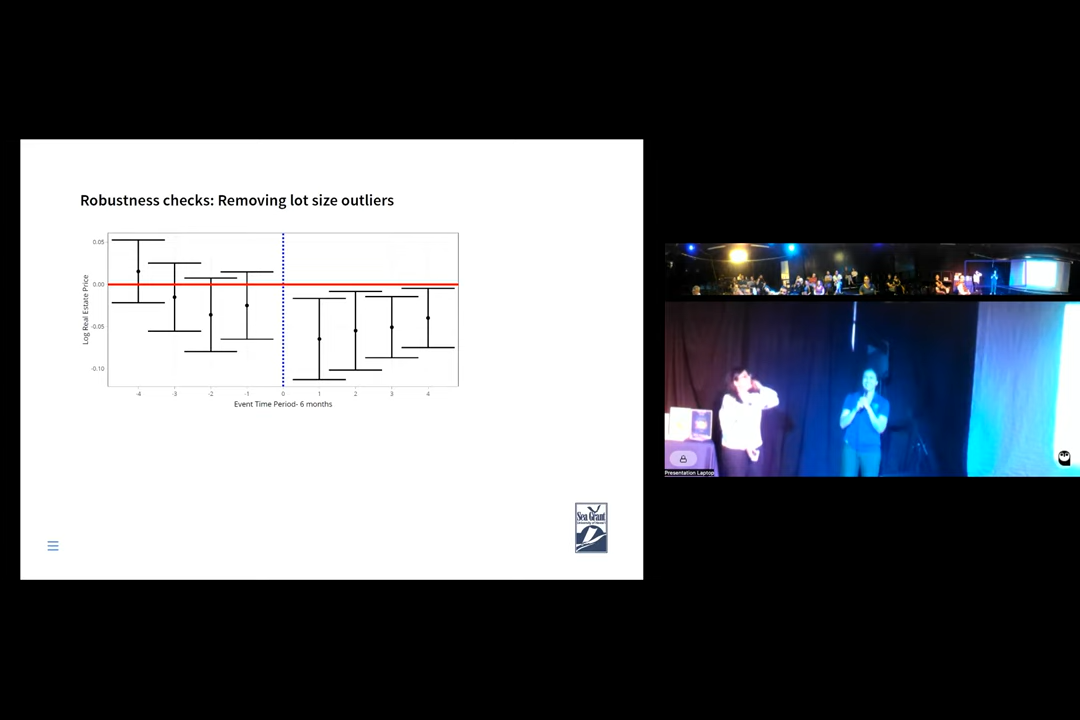 Robustness checks: Removing lot size outliers
0.05
0.00
-0.05
-0.10
Log Real Estate Price
-4
-3
-2
-1
0
1
2
3
4
Event Time Period- 6 months
Sea Grant
Presentation Laptop